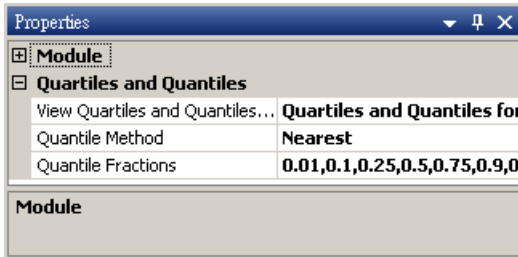 Properties
Module
Quartiles and Quantiles
View Quartiles and Quantiles... Quartiles and Quantiles for
Quantile Method Nearest
Quantile Fractions 0.01,0.1,0.25,0.5,0.75,0.9,0
Module